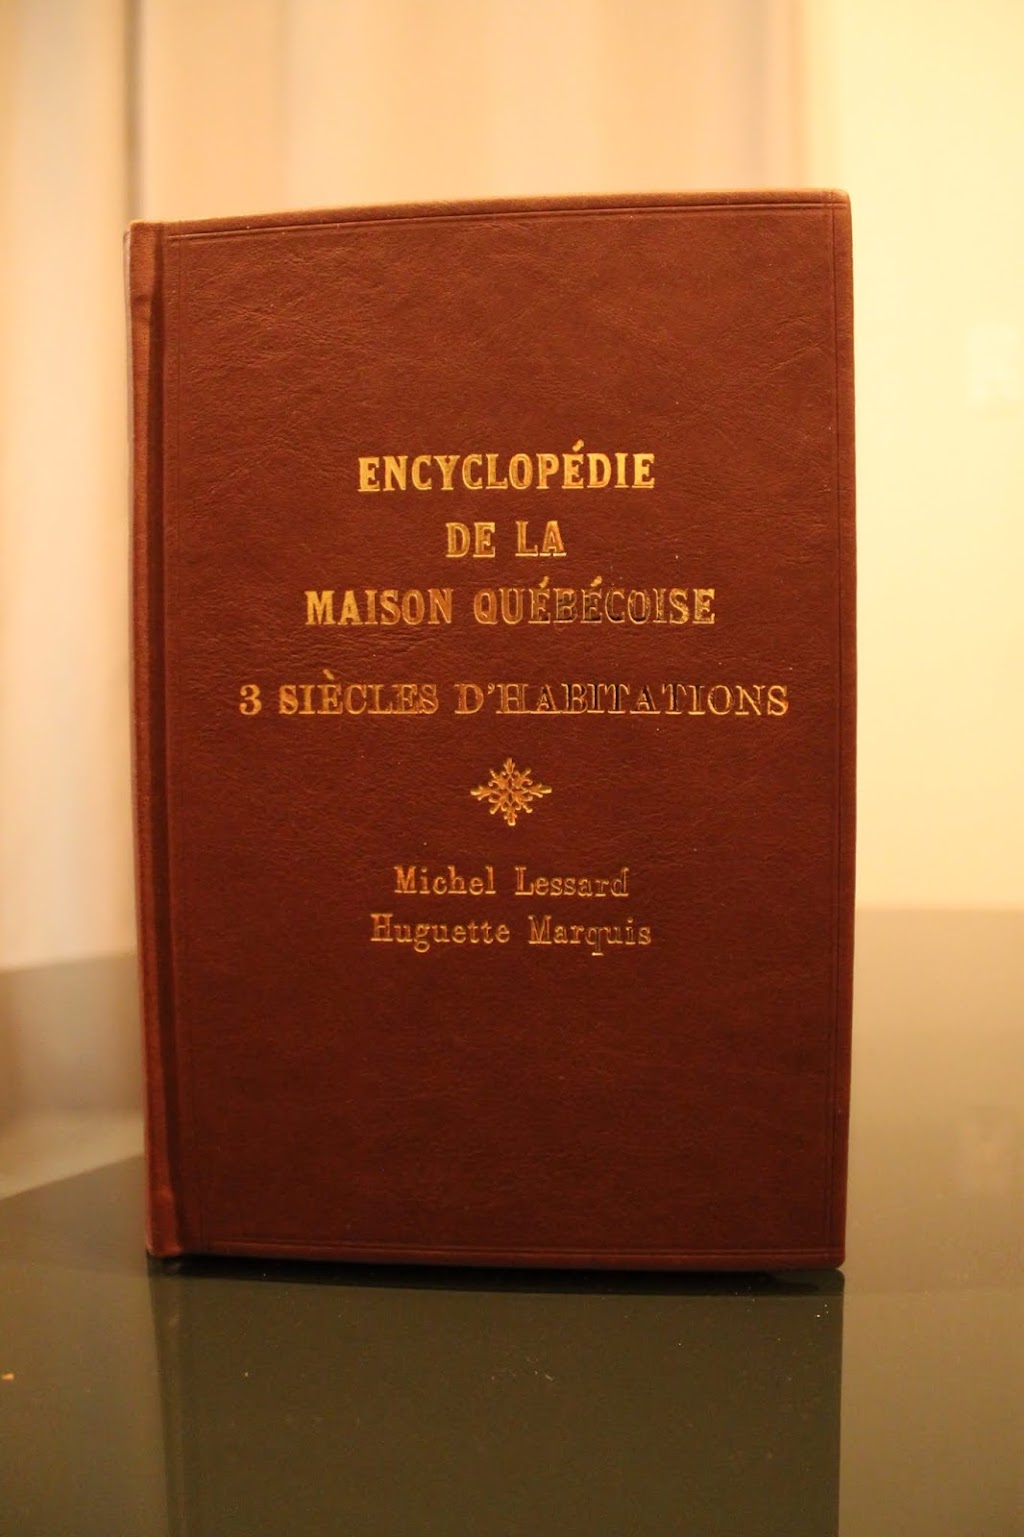 ENCYCLOPÉDIE
DE LA
MAISON QUÉBÉCOISE
3 SIÈCLES D'HABITATIONS
Michel Lessard
Huguette Marquis